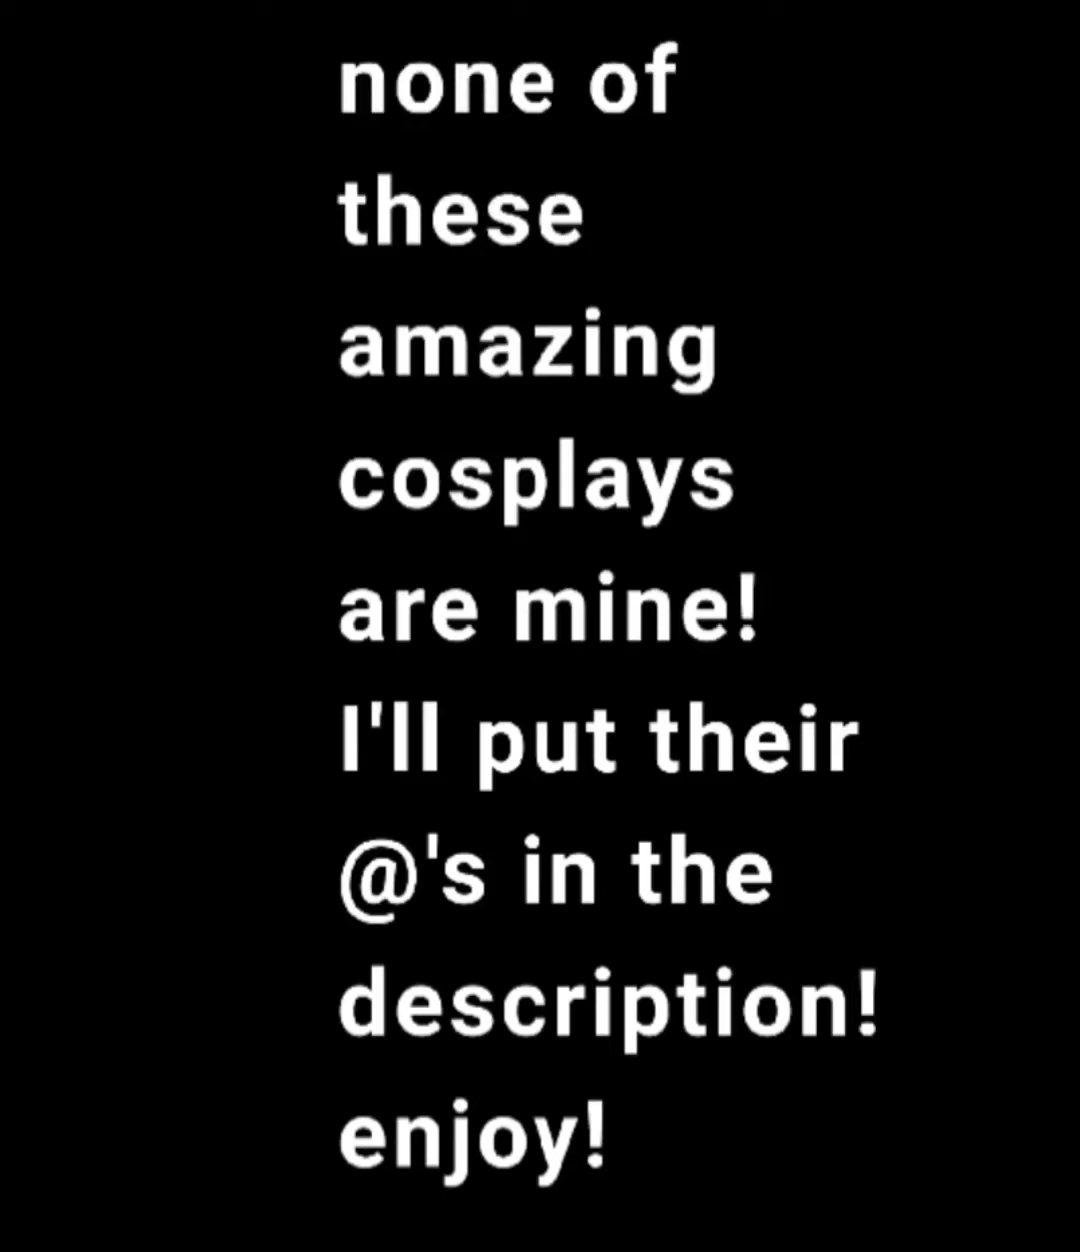 none of
these
amazing
cosplays
are mine!
I'll put their
@'s in the
description!
enjoy!